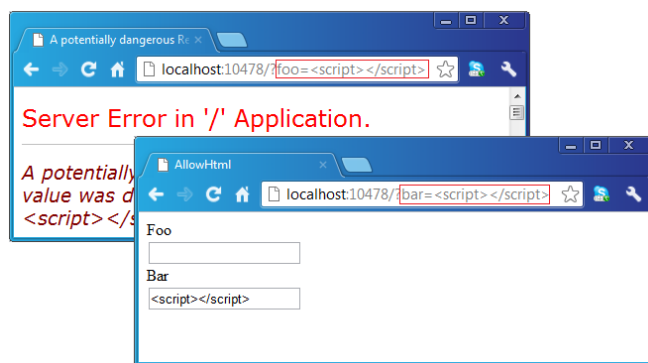 A potentially dangerous Re
localhost:10478/?foo=<script></script>
Server Error in '/' Application.
A potentially
value was d
<script></s
AllowHtml
localhost:10478/?bar=<script></script>
Foo
Bar
<script></script>